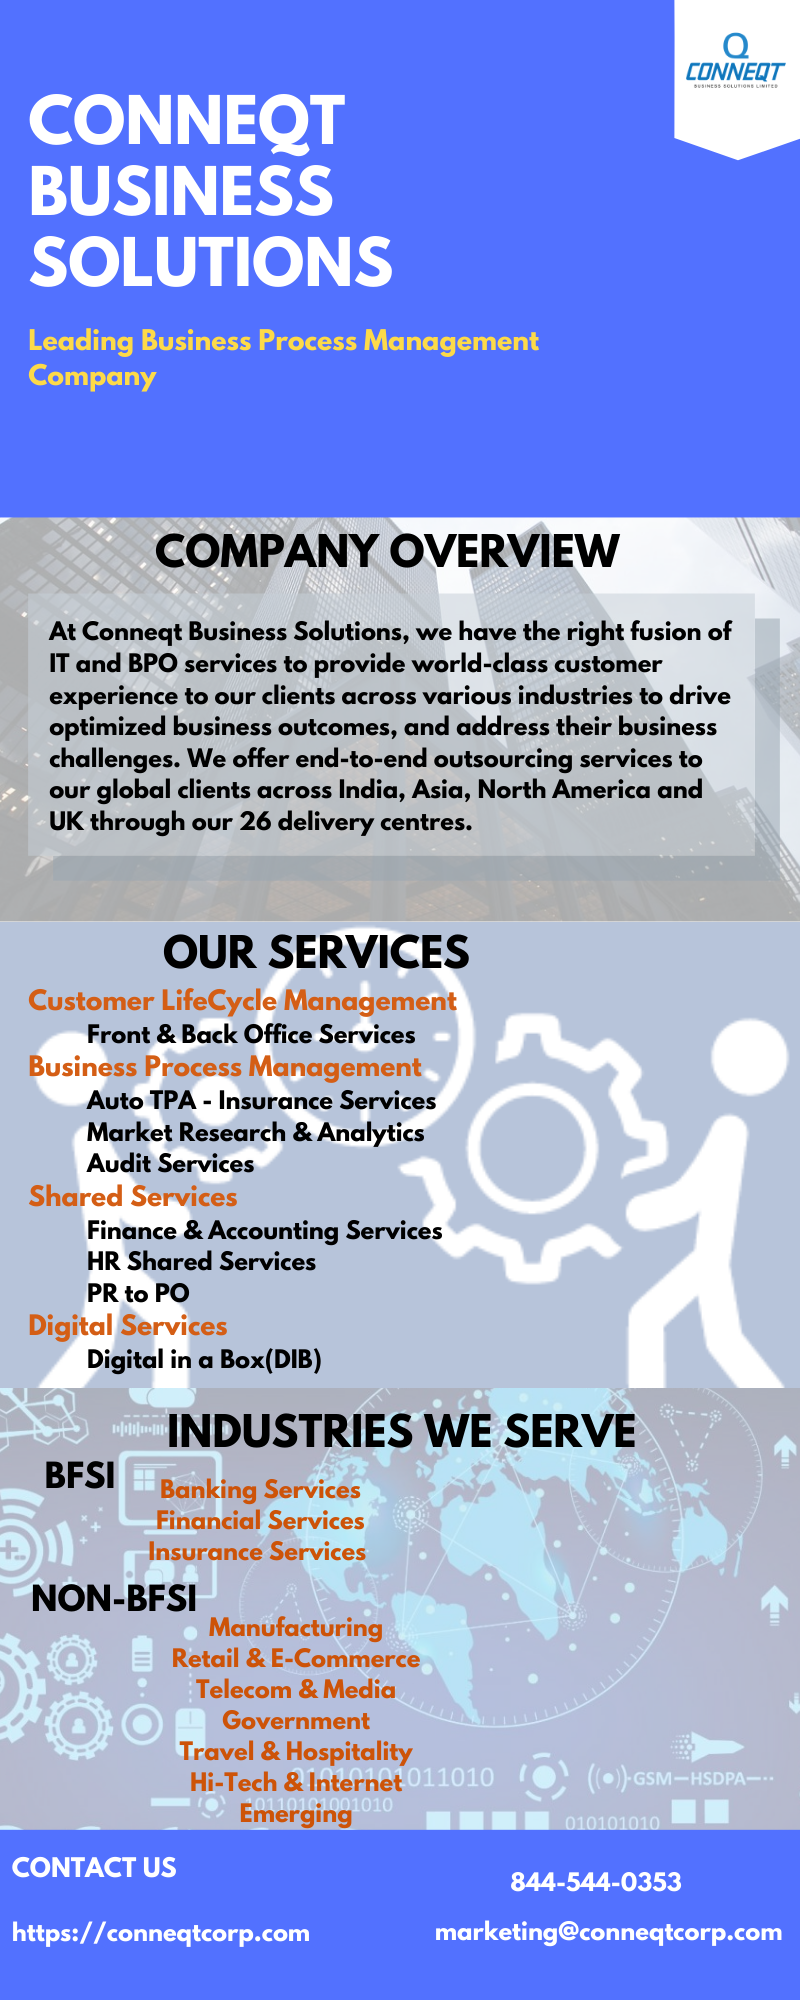 Q
CONNEQT
BUSINESS SOLUTIONS LIMITED
CONNEQT
BUSINESS
SOLUTIONS
Leading Business Process Management
Company
COMPANY OVERVIEW
At Conneqt Business Solutions, we have the right fusion of
IT and BPO services to provide world-class customer
experience to our clients across various industries to drive
optimized business outcomes, and address their business
challenges. We offer end-to-end outsourcing services to
our global clients across India, Asia, North America and
UK through our 26 delivery centres.
OUR SERVICES
Customer LifeCycle Management
Front & Back Office Services
Business Process Management
Auto TPA - Insurance Services
Market Research & Analytics
Audit Services
Shared Services
Finance & Accounting Services
HR Shared Services
PR to PO
Digital Services
Digital in a Box(DIB)
INDUSTRIES WE SERVE
BFSI
Banking Services
Financial Services
Insurance Services
NON-BFSI
Manufacturing
Retail & E-Commerce
Telecom & Media
Government
Travel & Hospitality
Hi-Tech & Internet
Emerging
01010101011010
10110101001010
GSM—HSDPA
010101010
CONTACT US
844-544-0353
https://conneqtcorp.com
marketing@conneqtcorp.com